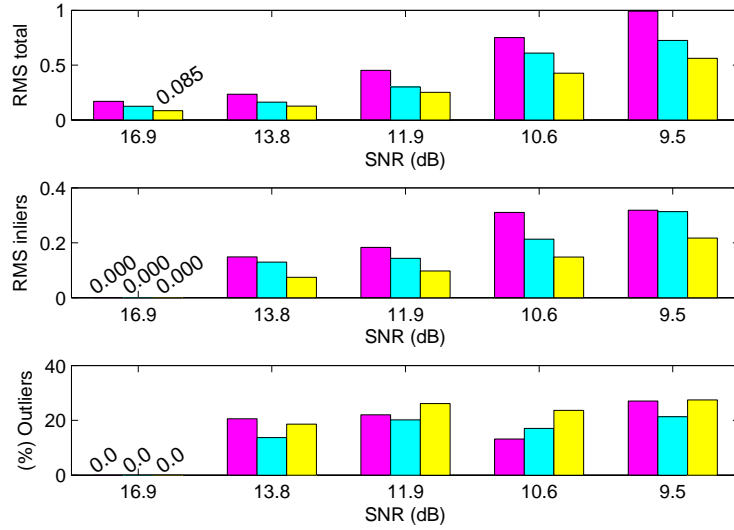 1
0.5
0
RMS total
0.085
16.9 13.8 11.9 10.6 9.5
SNR (dB)
0.4
0.2
0
RMS inliers
0.000 0.000 0.000
16.9 13.8 11.9 10.6 9.5
SNR (dB)
40
20
0
(%) Outliers
0.0 0.0 0.0
16.9 13.8 11.9 10.6 9.5
SNR (dB)